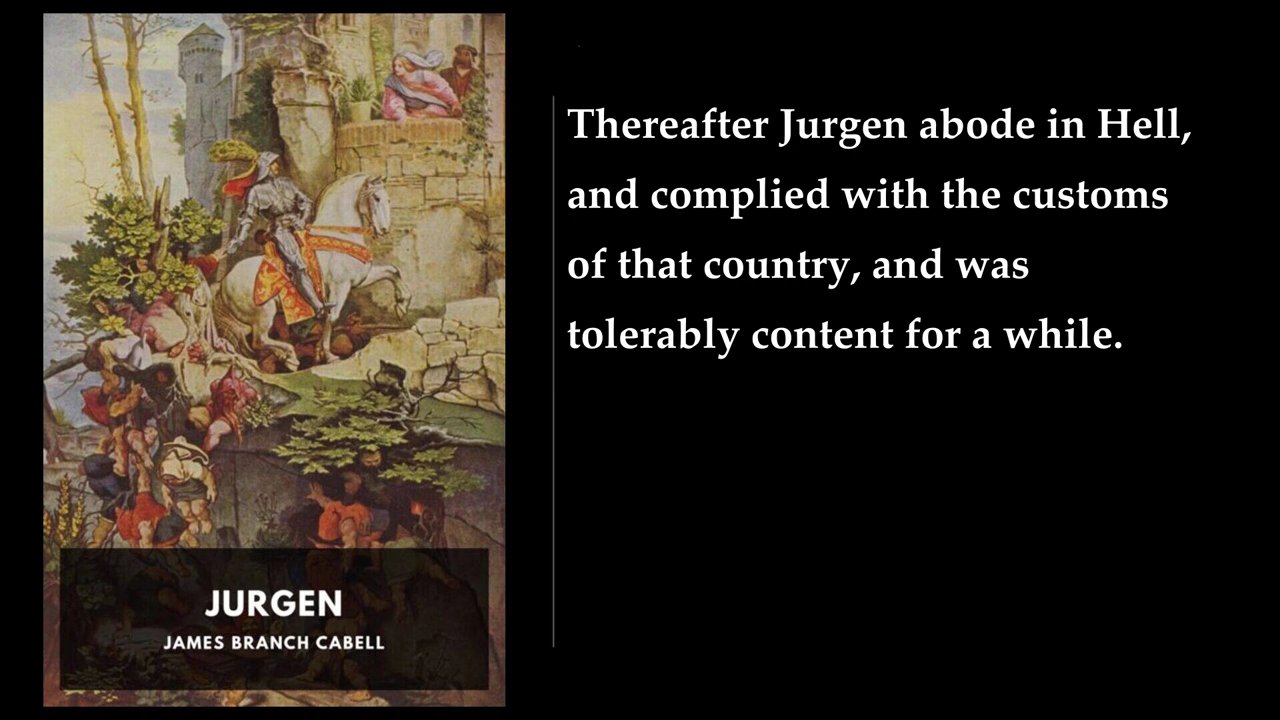 Thereafter Jurgen abode in Hell,
and complied with the customs
of that country, and was
tolerably content for a while.
JURGEN
JAMES BRANCH CABELL